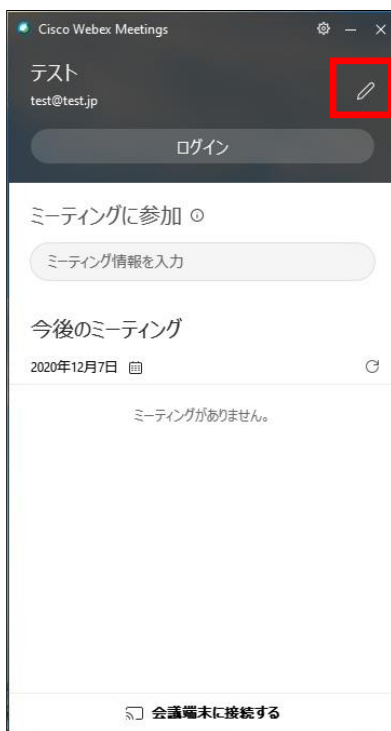 Cisco Webex Meetings
テスト
test@test.jp
ログイン
ミーティングに参加
ミーティング情報を入力
今後のミーティング
2020年12月7日
ミーティングがありません。
会議端末に接続する